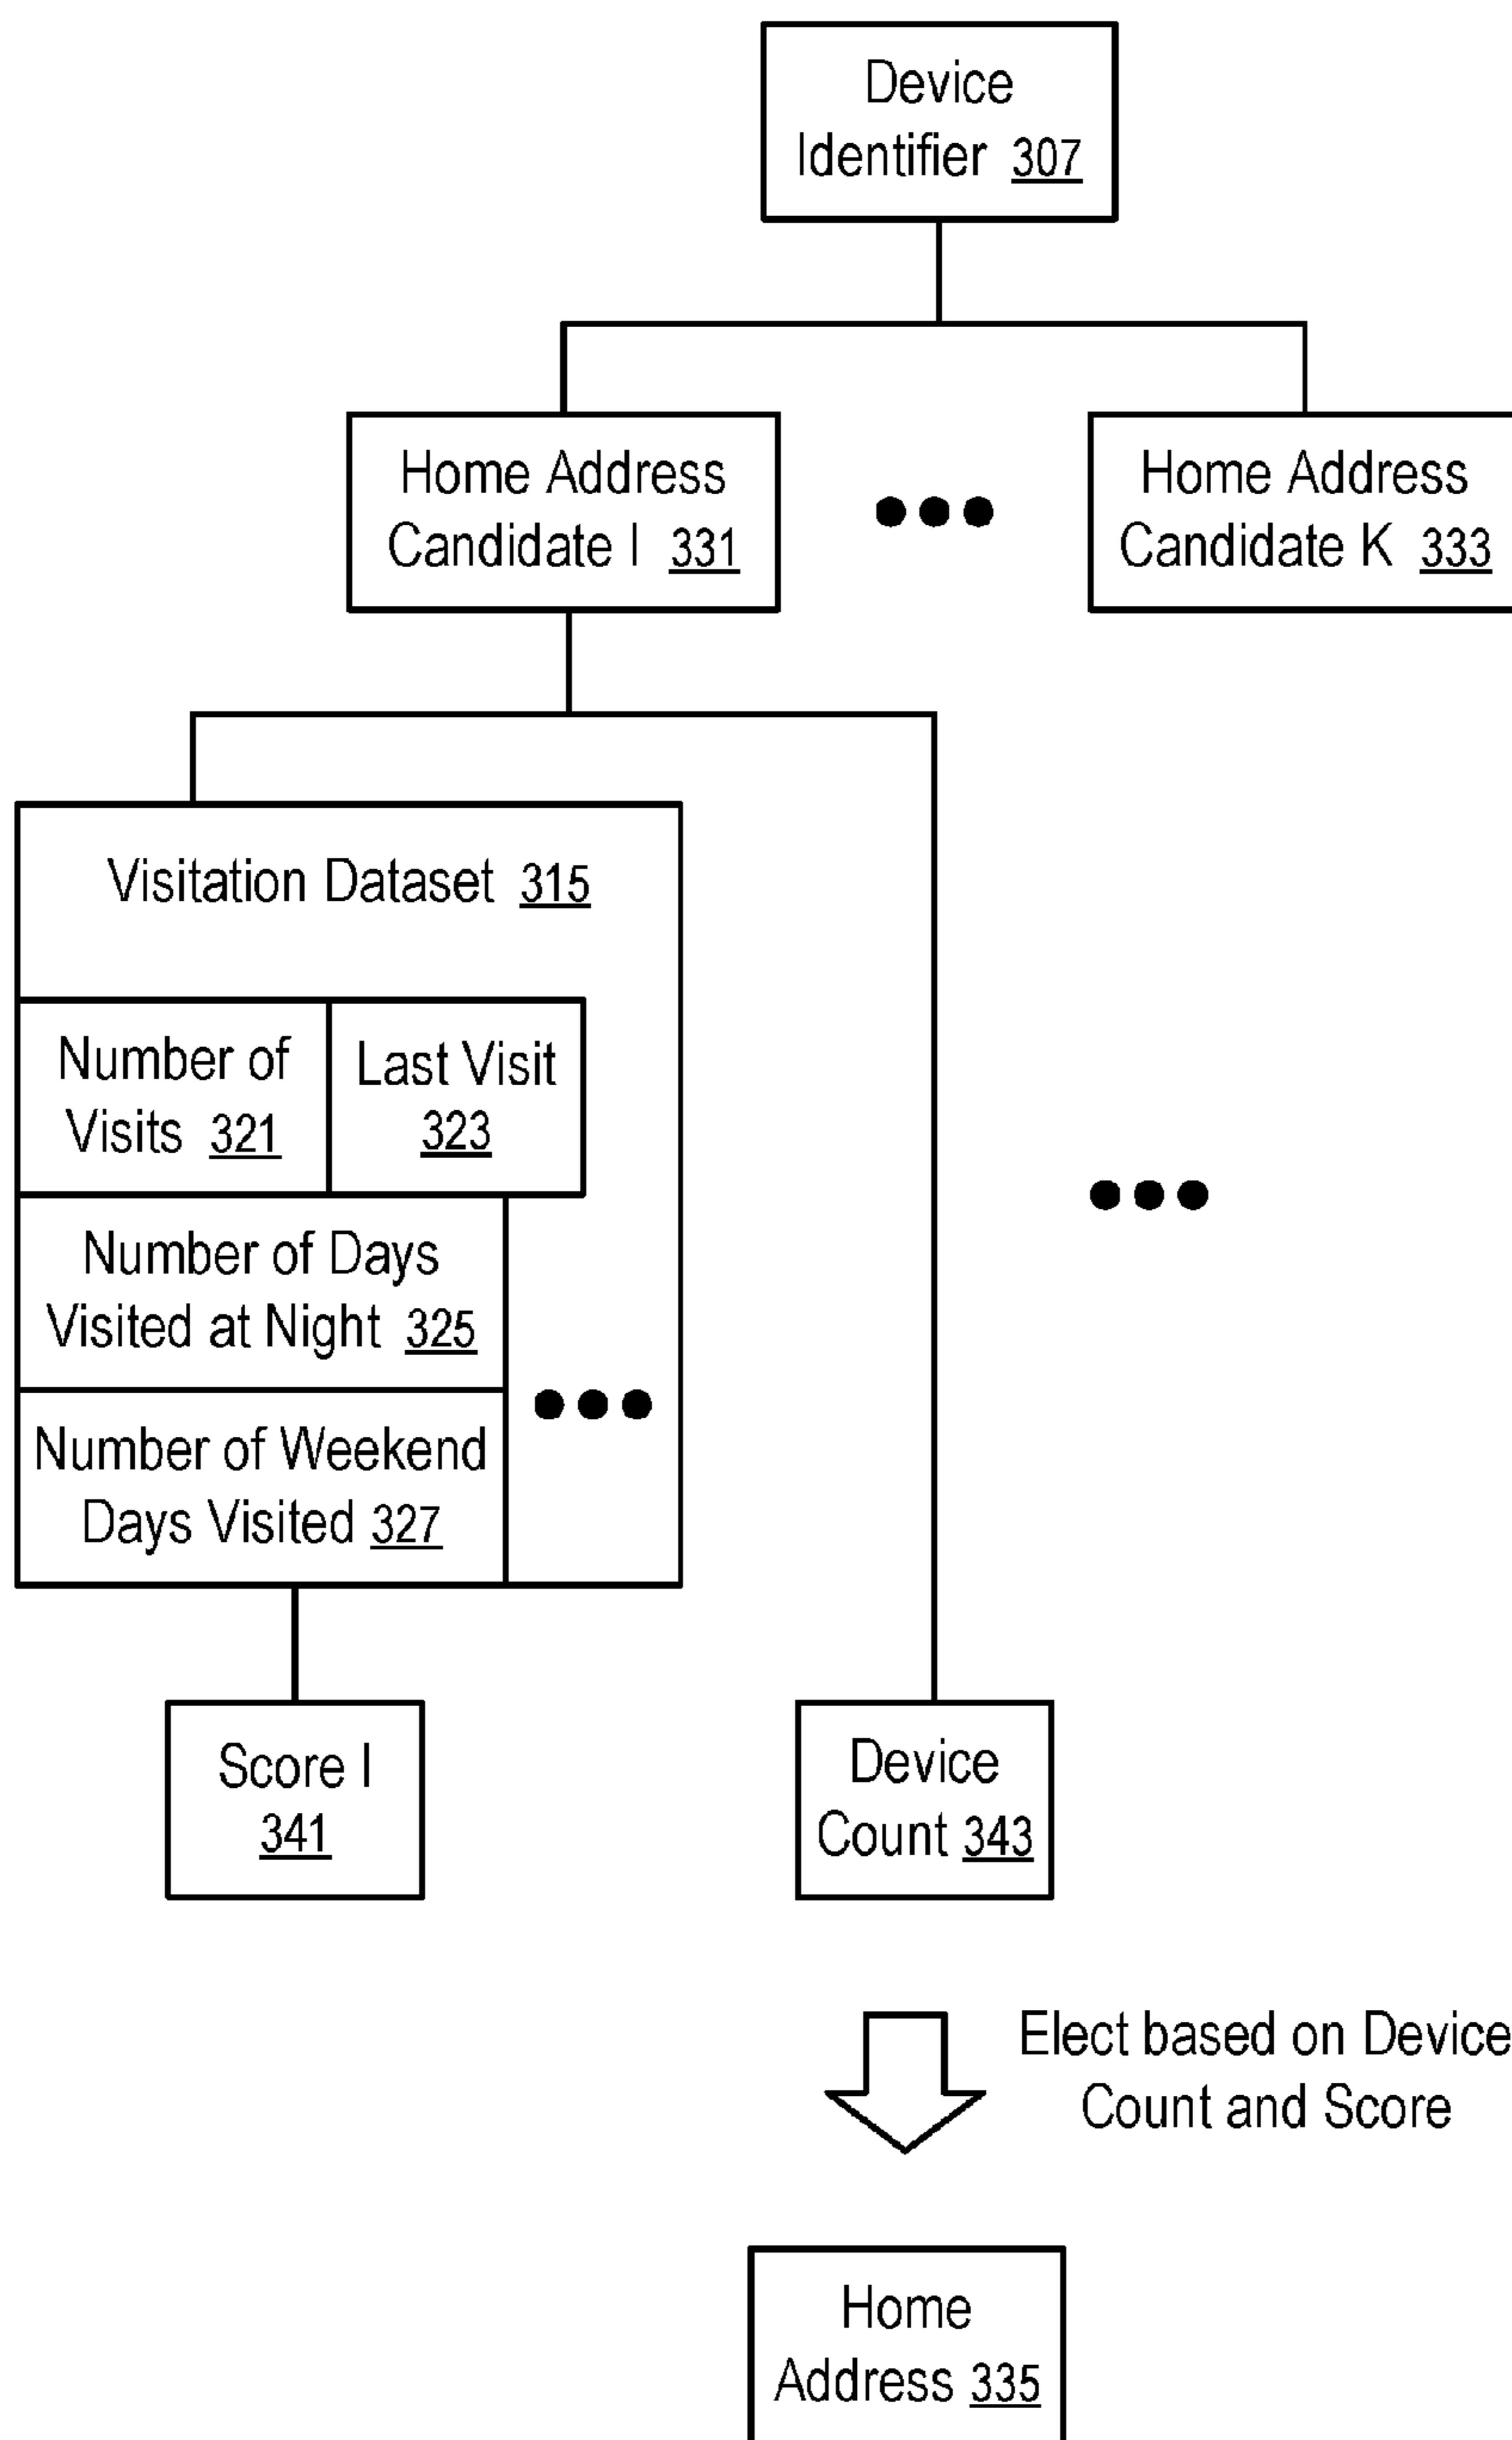 Device
Identifier 307
Home Address
Candidate I 331
Home Address
Candidate K 333
Visitation Dataset 315
Number of
Visits 321
Last Visit
323
Number of Days
Visited at Night 325
Number of Weekend
Days Visited 327
Score I
341
Device
Count 343
Elect based on Device
Count and Score
Home
Address 335